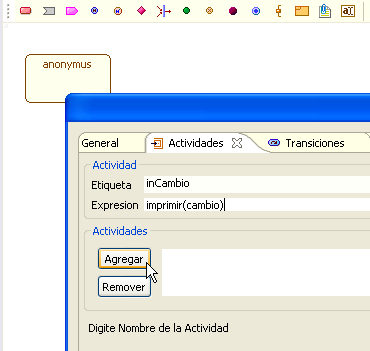 anonymus
General Actividades Transiciones
Actividad
Etiqueta inCambio
Expresion imprimir(cambio)
Actividades
Agregar
Remover
Digite Nombre de la Actividad